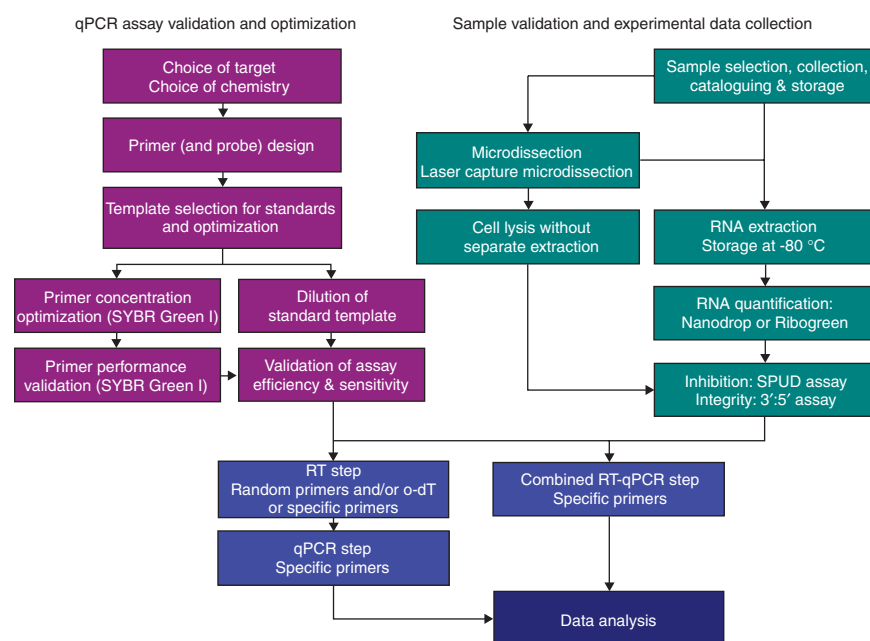 qPCR assay validation and optimization
Choice of target
Choice of chemistry
Primer (and probe) design
Template selection for standards
and optimization
Primer concentration
optimization (SYBR Green I)
Dilution of
standard template
Primer performance
validation (SYBR Green I)
Validation of assay
efficiency & sensitivity
Sample validation and experimental data collection
Sample selection, collection,
cataloguing & storage
Microdissection
Laser capture microdissection
Cell lysis without
separate extraction
RNA extraction
Storage at -80 °C
RNA quantification:
Nanodrop or Ribogreen
Inhibition: SPUD assay
Integrity: 3′:5′ assay
RT step
Random primers and/or o-dT
or specific primers
Combined RT-qPCR step
Specific primers
qPCR step
Specific primers
Data analysis